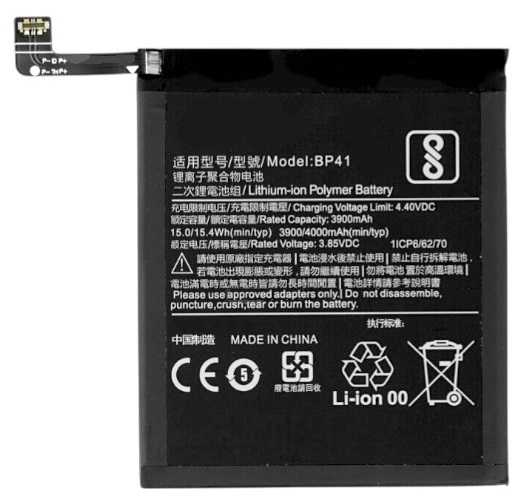 P-ID P+
P-TH P+
适用型号/型號/Model:BP41
锂离子聚合物电池
二次鋰電池组/Lithium-ion Polymer Battery
充电限制电压/充電限制電壓/ Charging Voltage Limit: 4.40VDC
额定容量/額定電容量/Rated Capacity: 3900mAh
15.0/15.4Wh(min/typ) 3900/4000mAh(min/typ)
额定电压/標稱電壓/Rated Voltage: 3.85VDC 1ICP6/62/70
請使用原廠指定充電器|電池浸水後禁止使用|禁止自行拆解電池，
若電池出現膨脹或變形，請勿繼續使用|勿將電池 置於高溫環境|
電池滿電時或無電時皆請勿長時間閒置|電池詳情請參考說明書
Please use approved adapters only.| Do not disassemble,
puncture,crush,tear or burn the battery.
执行标准:
中国制造 MADE IN CHINA
CE 5 廢電池請回收
Li-ion 00